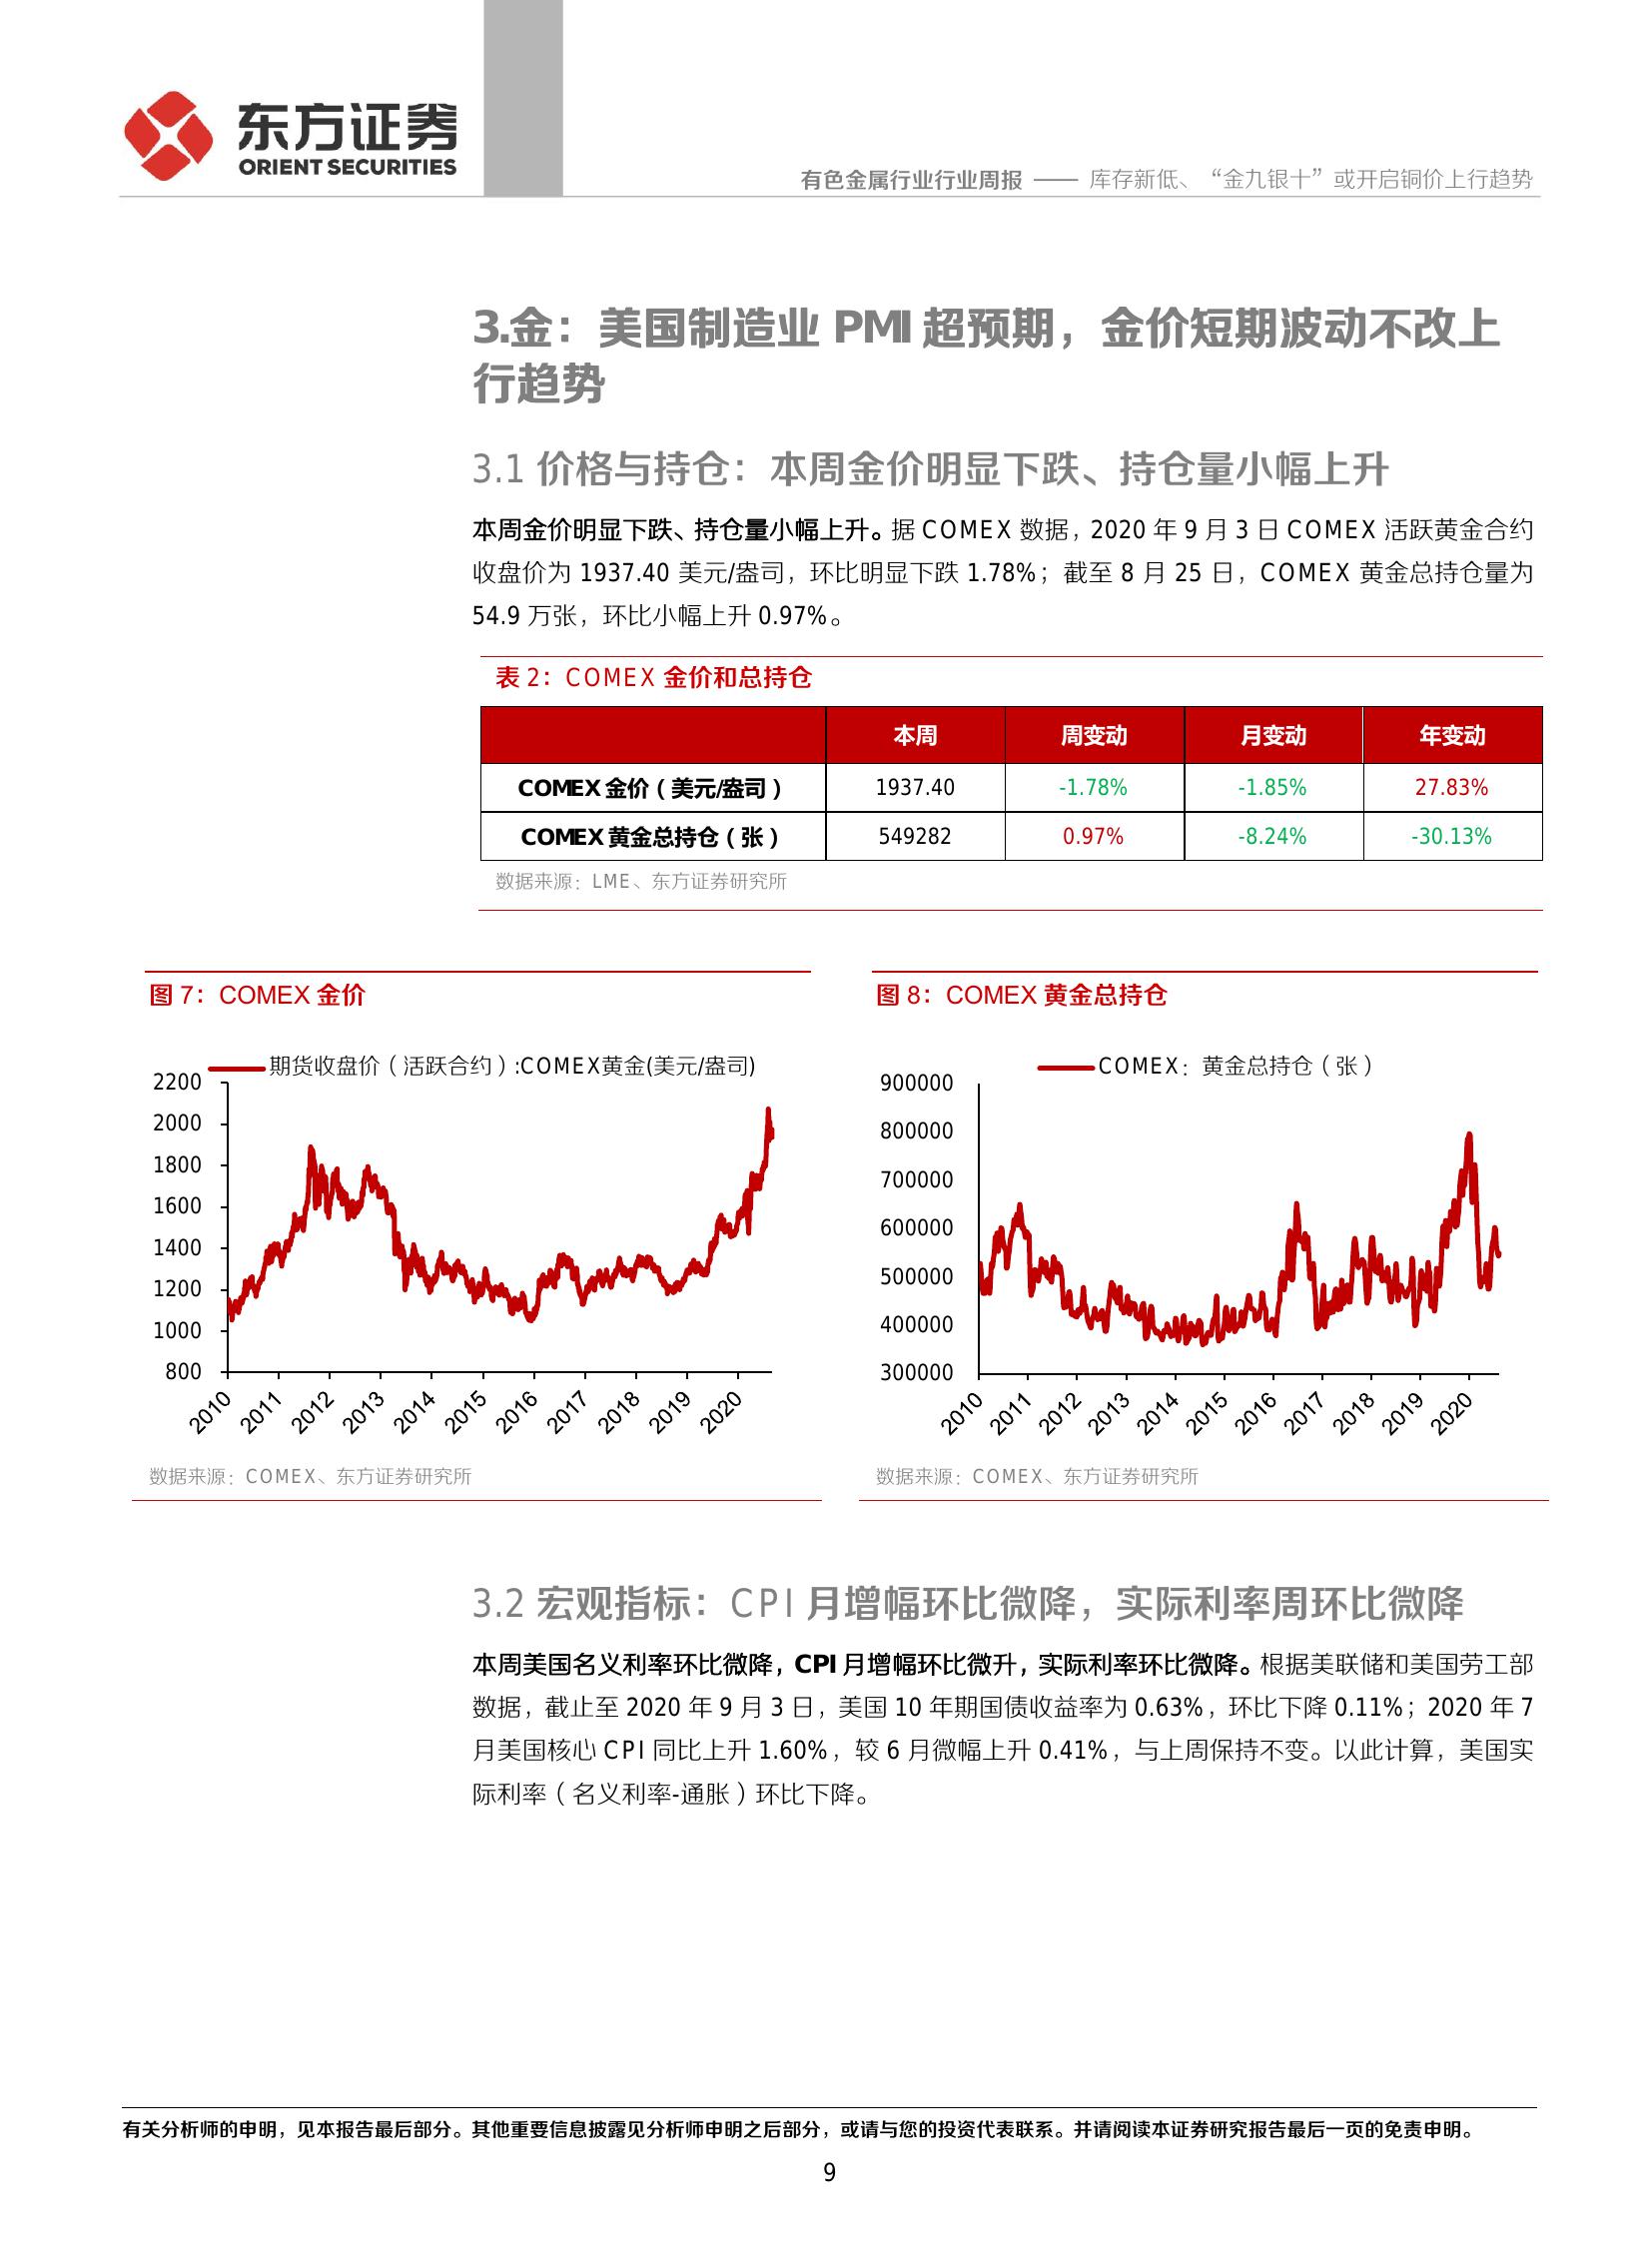 东方证券
ORIENT SECURITIES
有色金属行业行业周报 —— 库存新低、“金九银十”或开启铜价上行趋势
3.金：美国制造业 PMI 超预期，金价短期波动不改上
行趋势
3.1 价格与持仓：本周金价明显下跌、持仓量小幅上升
本周金价明显下跌、持仓量小幅上升。据 COMEX 数据，2020 年 9 月 3 日 COMEX 活跃黄金合约
收盘价为 1937.40 美元/盎司，环比明显下跌 1.78%；截至 8 月 25 日，COMEX 黄金总持仓量为
54.9 万张，环比小幅上升 0.97%。
表 2：COMEX 金价和总持仓
本周 周变动 月变动 年变动
COMEX 金价（美元/盎司） 1937.40 -1.78% -1.85% 27.83%
COMEX 黄金总持仓（张） 549282 0.97% -8.24% -30.13%
数据来源：LME、东方证券研究所
图 7：COMEX 金价
期货收盘价（活跃合约）:COMEX黄金(美元/盎司)
2200
2000
1800
1600
1400
1200
1000
800
2010 2011 2012 2013 2014 2015 2016 2017 2018 2019 2020
数据来源：COMEX、东方证券研究所
图 8：COMEX 黄金总持仓
COMEX：黄金总持仓（张）
900000
800000
700000
600000
500000
400000
300000
2010 2011 2012 2013 2014 2015 2016 2017 2018 2019 2020
数据来源：COMEX、东方证券研究所
3.2 宏观指标：CPI 月增幅环比微降，实际利率周环比微降
本周美国名义利率环比微降，CPI 月增幅环比微升，实际利率环比微降。根据美联储和美国劳工部
数据，截止至 2020 年 9 月 3 日，美国 10 年期国债收益率为 0.63%，环比下降 0.11%；2020 年 7
月美国核心 CPI 同比上升 1.60%，较 6 月微幅上升 0.41%，与上周保持不变。以此计算，美国实
际利率（名义利率-通胀）环比下降。
有关分析师的申明，见本报告最后部分。其他重要信息披露见分析师申明之后部分，或请与您的投资代表联系。并请阅读本证券研究报告最后一页的免责申明。
9